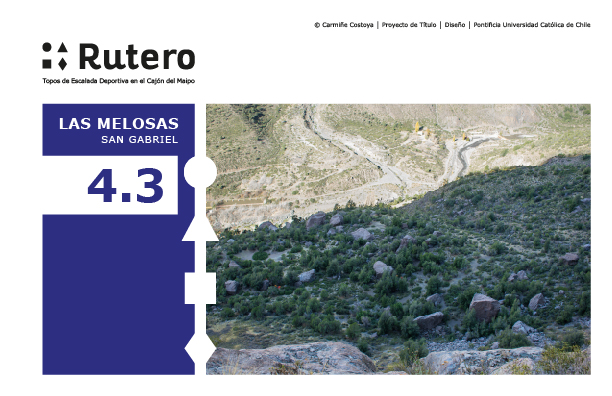 © Carmiñe Costoya | Proyecto de Título | Diseño | Pontificia Universidad Católica de Chile
Rutero
Topos de Escalada Deportiva en el Cajón del Maipo
LAS MELOSAS
SAN GABRIEL
4.3